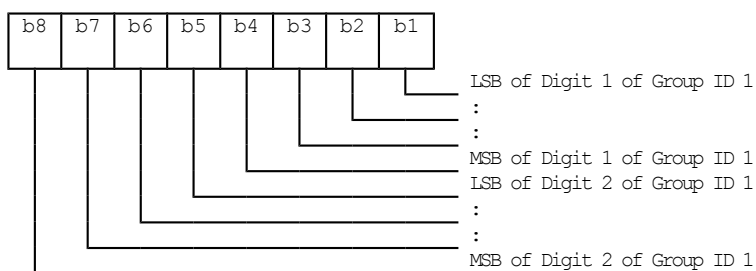 b8 b7 b6 b5 b4 b3 b2 b1
LSB of Digit 1 of Group ID 1
:
:
MSB of Digit 1 of Group ID 1
LSB of Digit 2 of Group ID 1
:
:
MSB of Digit 2 of Group ID 1